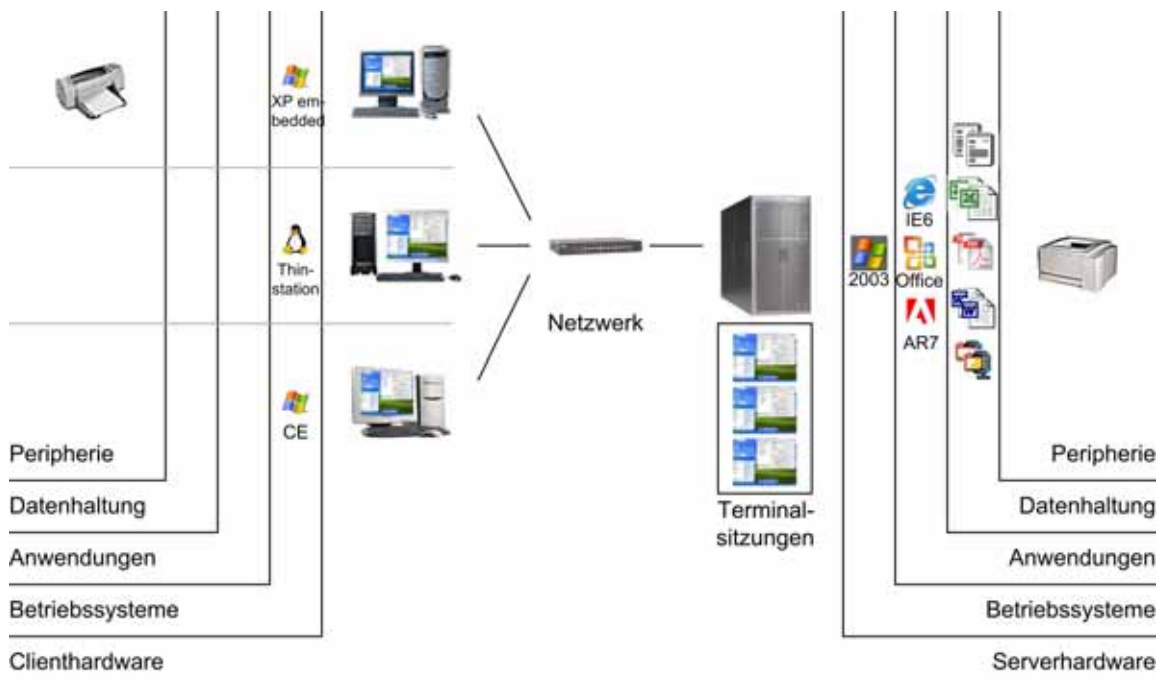 XP em-
bedded
Thin-
station
CE
Netzwerk
Terminal-
sitzungen
2003
IE6
Office
AR7
Peripherie
Datenhaltung
Anwendungen
Betriebssysteme
Clienthardware
Peripherie
Datenhaltung
Anwendungen
Betriebssysteme
Serverhardware